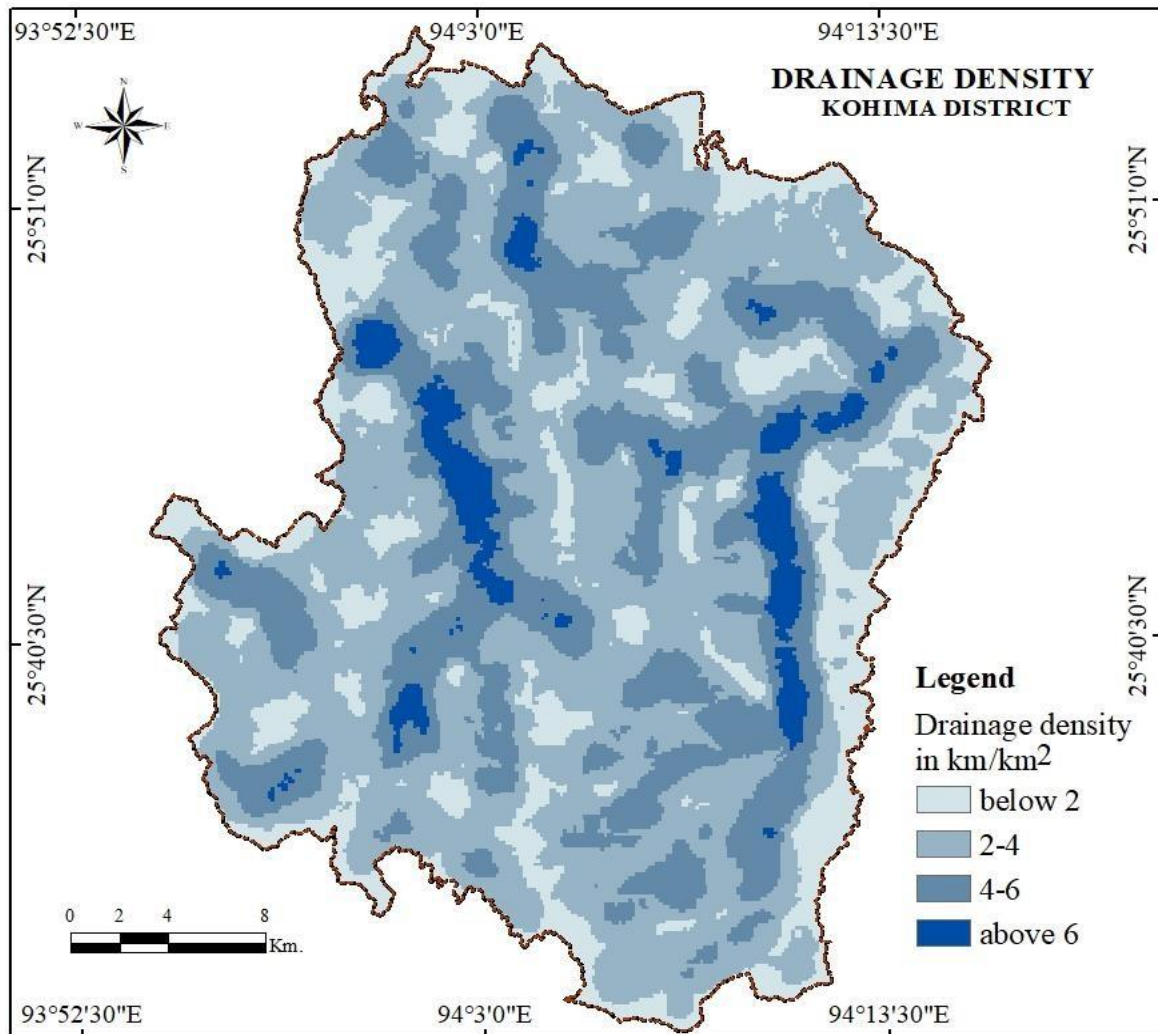 93°52'30"E 94°3'0"E 94°13'30"E
DRAINAGE DENSITY
KOHIMA DISTRICT
N
W E
S
25°51'0"N 25°51'0"N
25°40'30"N 25°40'30"N
Legend
Drainage density
in km/km2
below 2
2-4
4-6
above 6
0 2 4 8
Km.
93°52'30"E 94°3'0"E 94°13'30"E